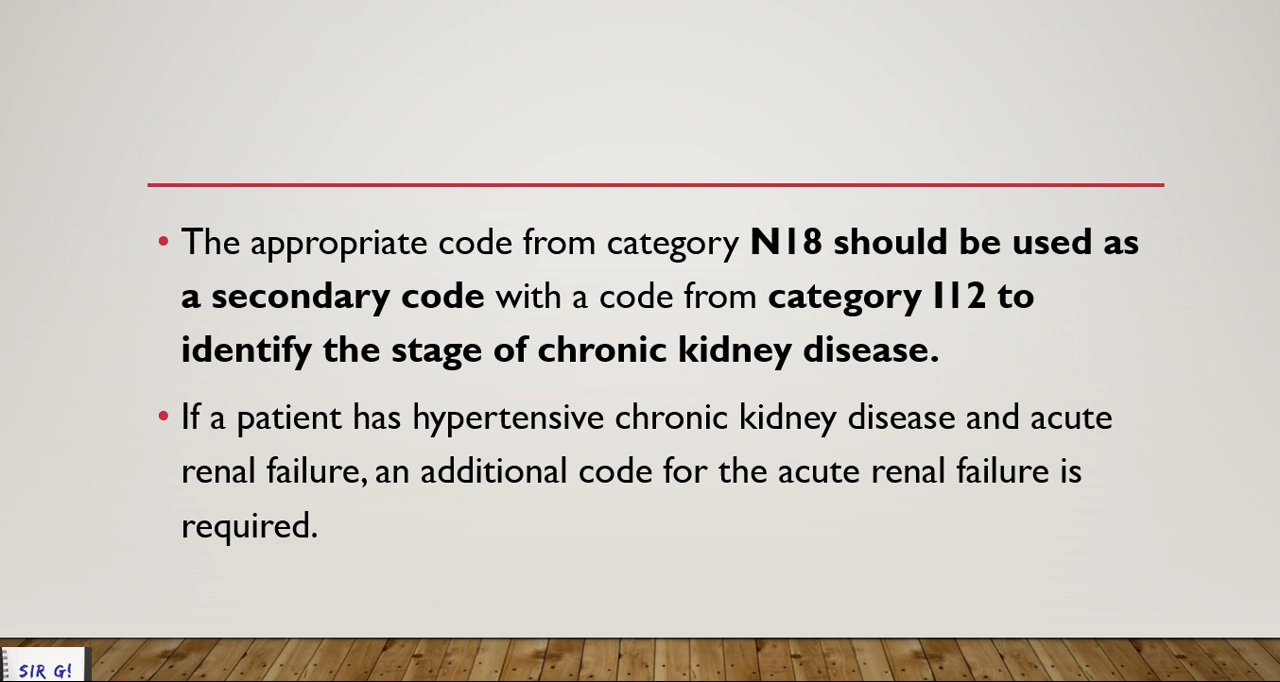 • The appropriate code from category N18 should be used as
a secondary code with a code from category I12 to
identify the stage of chronic kidney disease.
• If a patient has hypertensive chronic kidney disease and acute
renal failure, an additional code for the acute renal failure is
required.
SIR G!